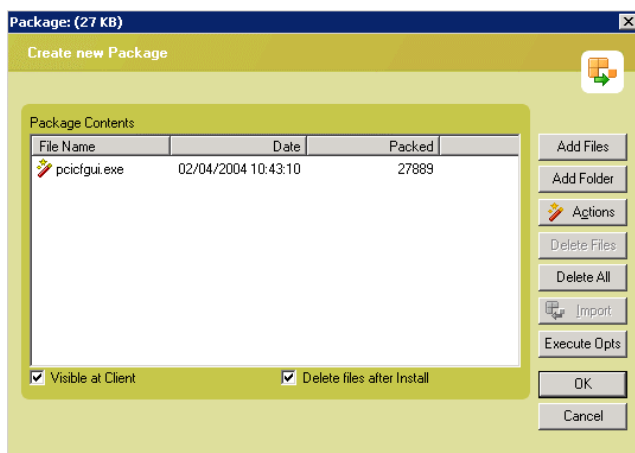 Package: (27 KB)
Create new Package
Package Contents
File Name Date Packed
pcicfgui.exe 02/04/2004 10:43:10 27889
Add Files
Add Folder
Actions
Delete Files
Delete All
Import
Execute Opts
Visible at Client Delete files after Install
OK
Cancel